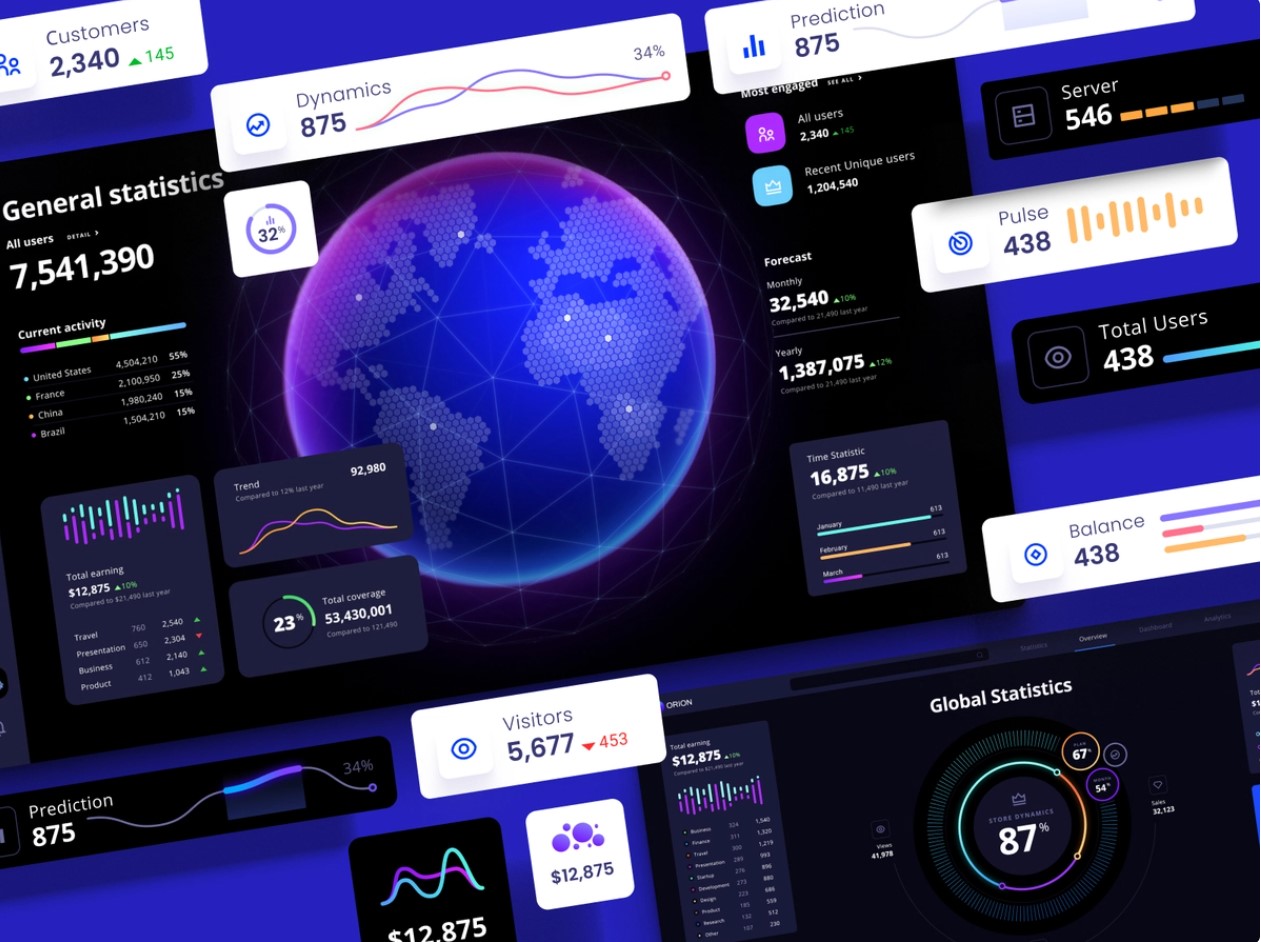 Customers
2,340 145
Dynamics
875
34%
Prediction
875
Most engaged SEE ALL
All users
2,340 145
Recent Unique users
1,204,540
Server
546
Pulse
438
Total Users
438
Balance
438
General statistics
All users DETAIL
7,541,390
32%
Current activity
United States 4,504,210 55%
France 2,100,950 25%
China 1,980,240 15%
Brazil 1,504,210 15%
Forecast
Monthly
32,540 10%
Compared to 21,490 last year
Yearly
1,387,075 12%
Compared to 21,490 last year
Time Statistic
16,875 10%
Compared to 11,490 last year
January 613
February 613
March 613
Trend 92,980
Compared to 12% last year
Total earning
$12,875 10%
Compared to $21,490 last year
Travel 760 2,540
Presentation 650 2,304
Business 612 2,140
Product 412 1,043
23%
Total coverage
53,430,001
Compared to 121,490
Visitors
5,677 453
Prediction
875
34%
$12,875
$12,875
ORION
Statistics Overview Dashboard Analytics
Global Statistics
Total earning
$12,875 10%
Compared to $21,490 last year
Business 324 1,540
Finance 311 1,320
Travel 300 1,219
Presentation 285 993
Startup 276 896
Development 273 880
Design 223 686
Product 185 559
Research 132 512
Other 107 230
67%
MONTH
54%
STORE DYNAMICS
87%
Views
41,978
Sales
32,123